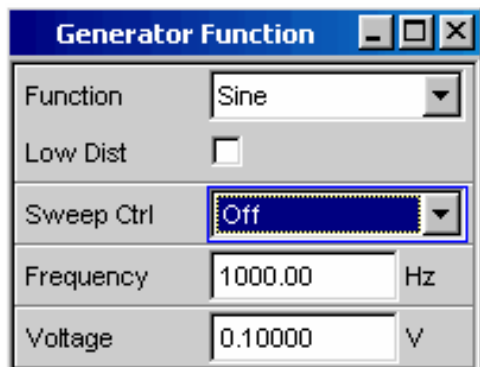 Generator Function
Function Sine
Low Dist
Sweep Ctrl Off
Frequency 1000.00 Hz
Voltage 0.10000 V